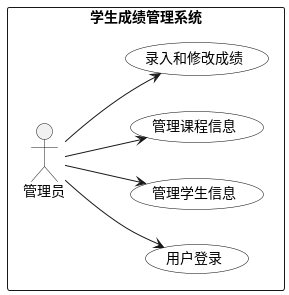 学生成绩管理系统
录入和修改成绩
管理课程信息
管理员
管理学生信息
用户登录